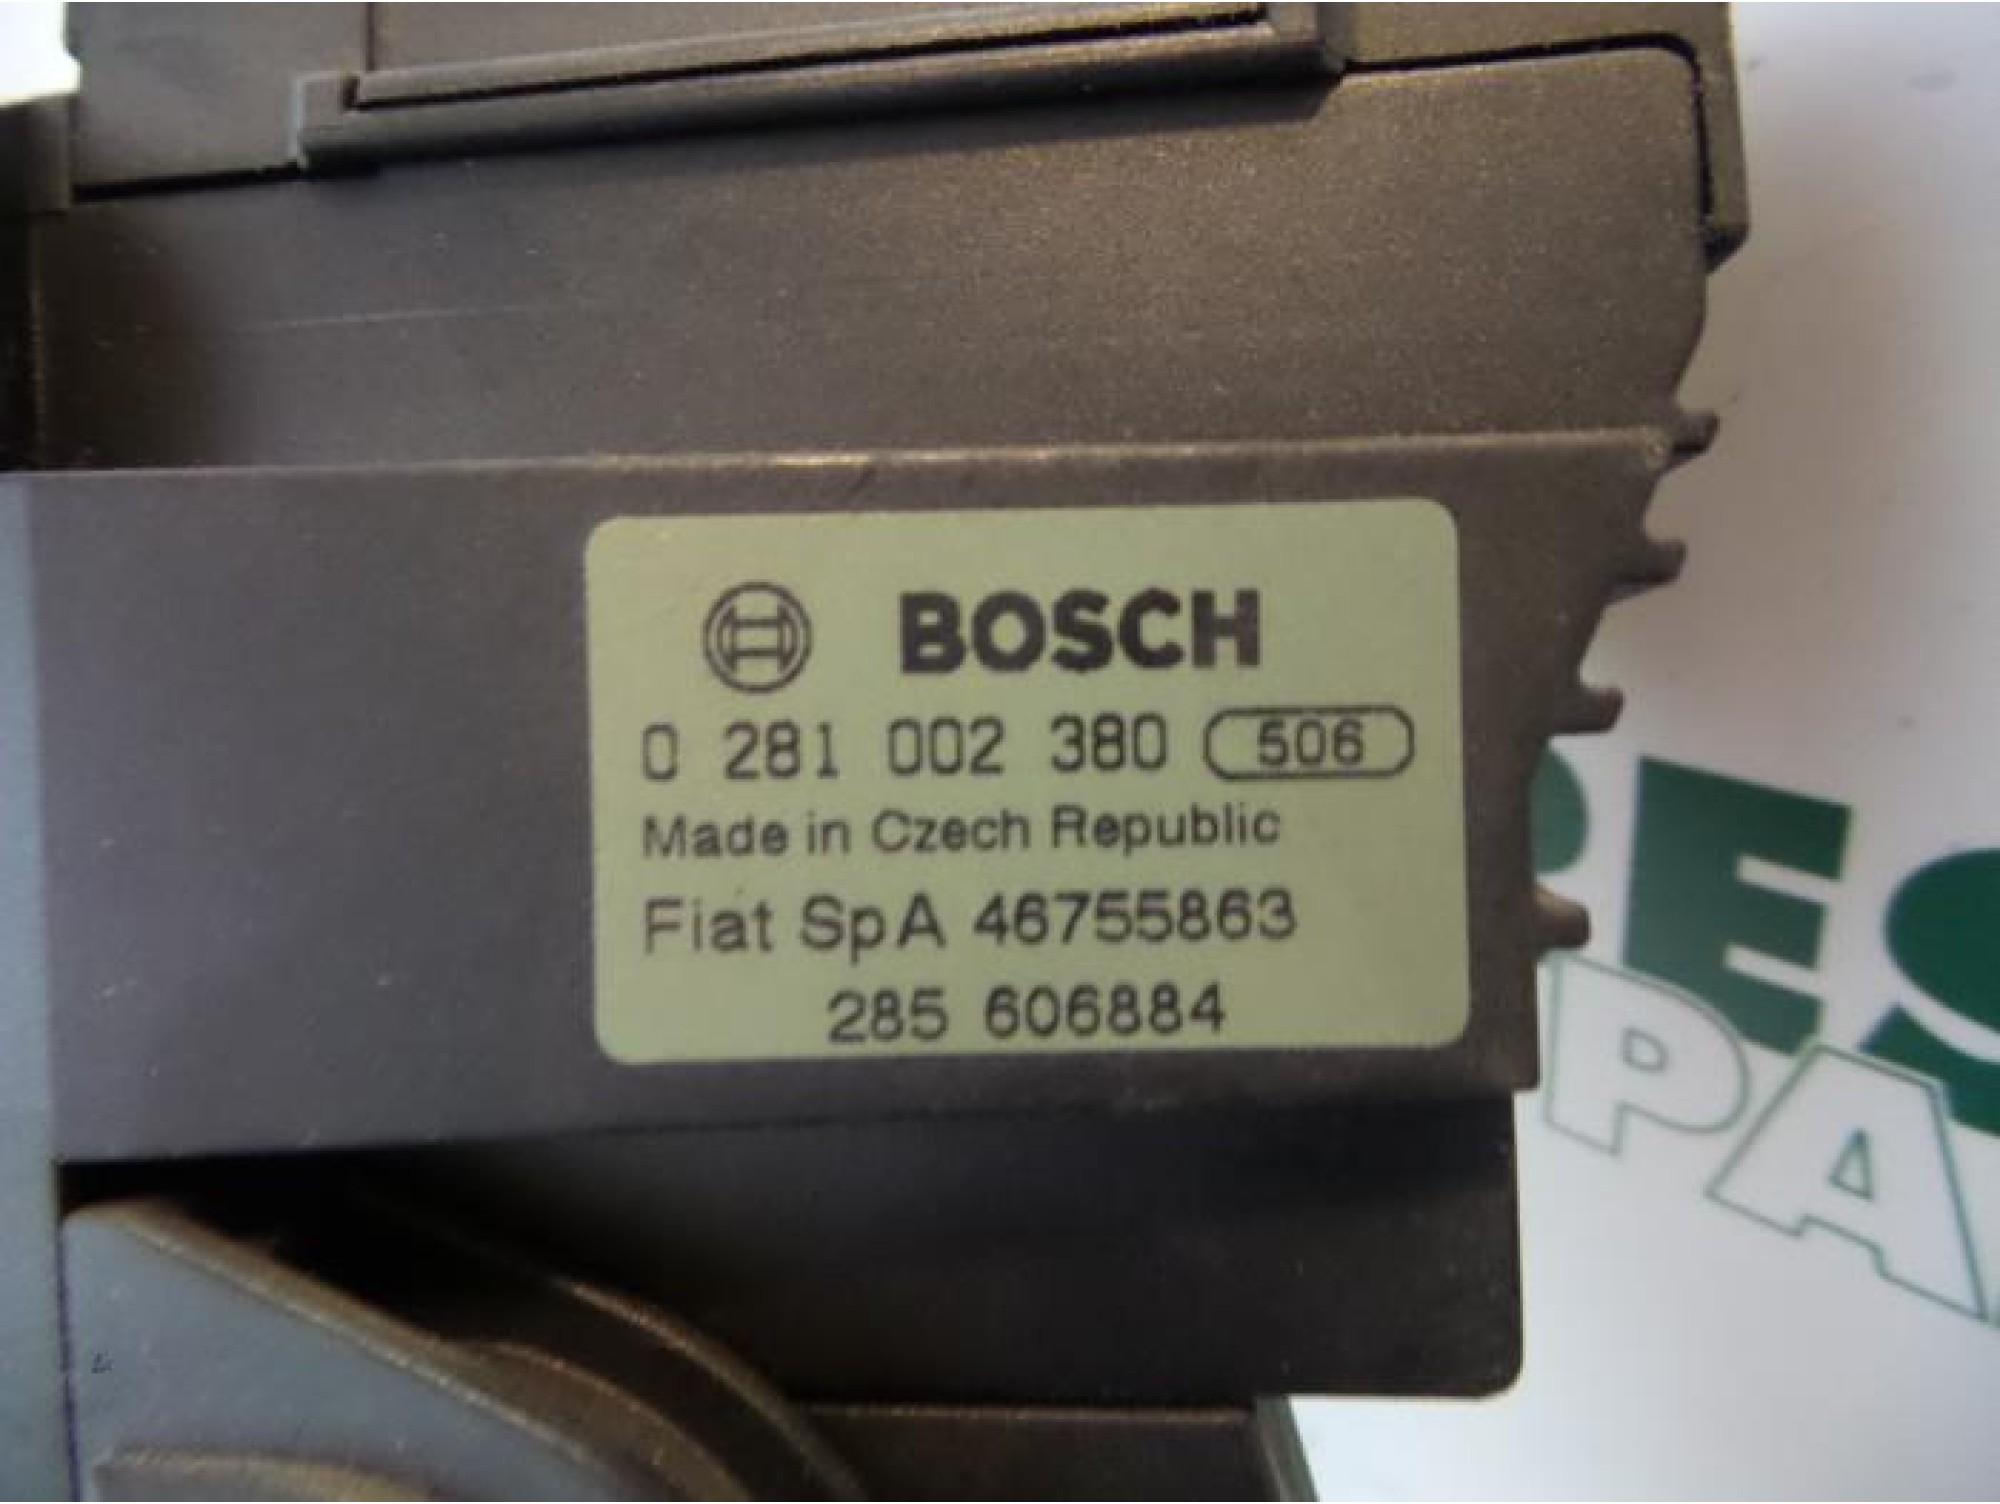 BOSCH
0 281 002 380 506
Made in Czech Republic
Fiat SpA 46755863
285 606884